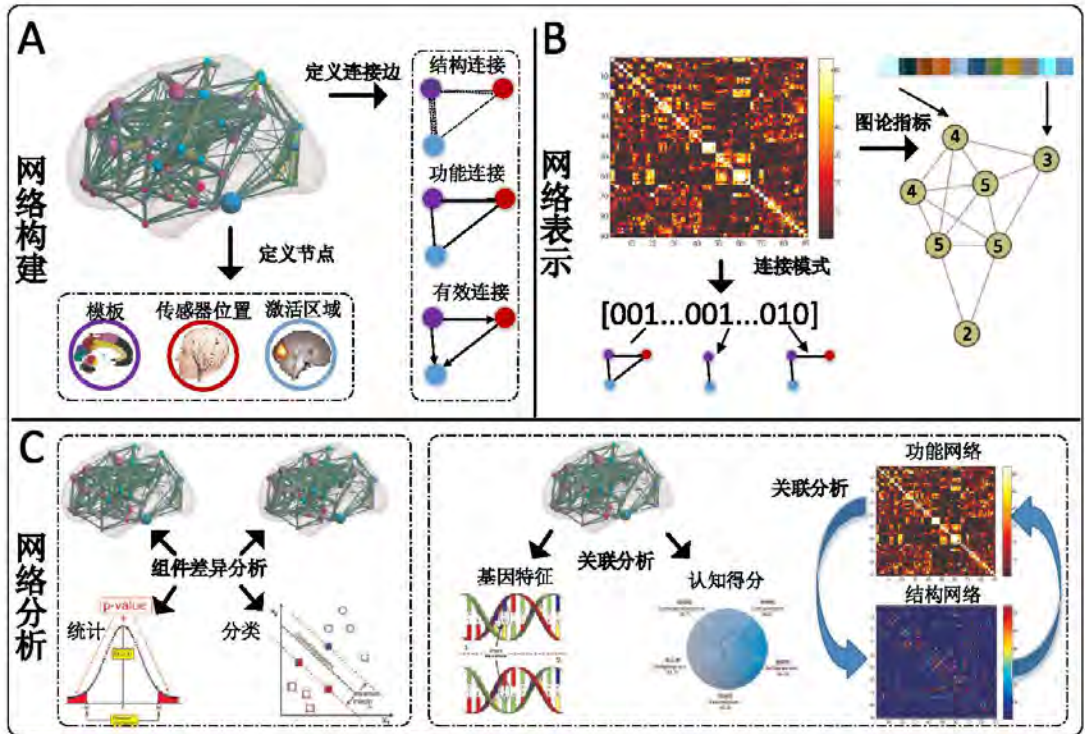 A
网络构建
定义连接边
定义节点
模板
传感器位置
激活区域
结构连接
功能连接
有效连接
B
网络表示
图论指标
4
3
4
5
5
5
2
连接模式
[001...001...010]
C
网络分析
组件差异分析
统计
p-value
分类
关联分析
基因特征
认知得分
关联分析
功能网络
结构网络